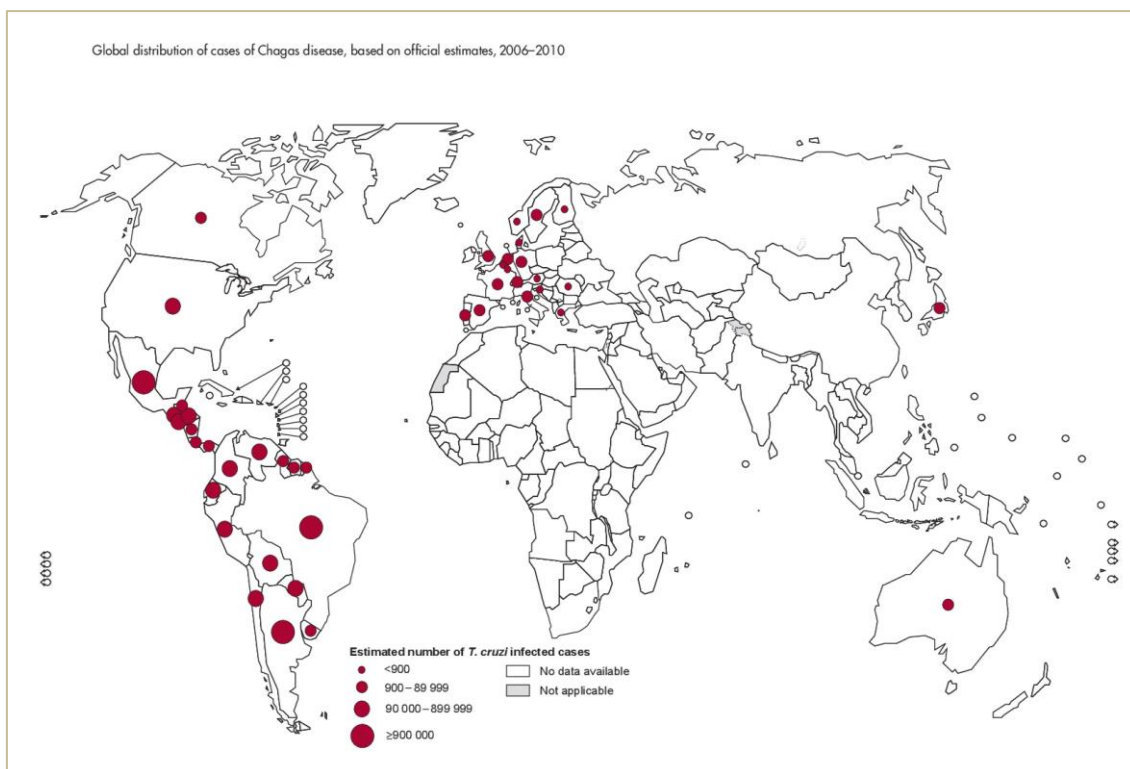 Global distribution of cases of Chagas disease, based on official estimates, 2006–2010
Estimated number of T. cruzi infected cases
<900
900–89 999
90 000–899 999
≥900 000
No data available
Not applicable